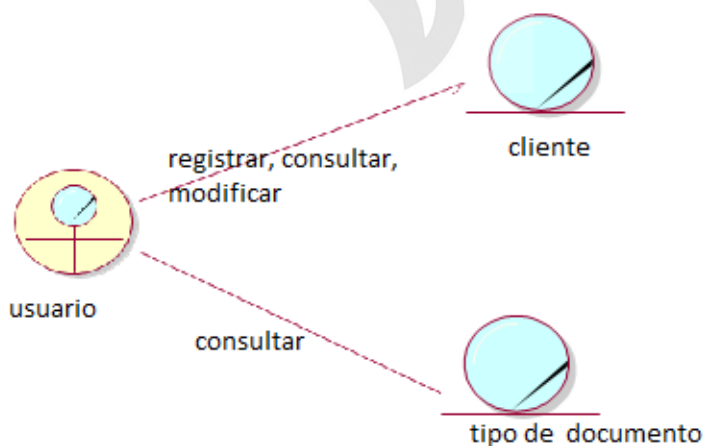 cliente
registrar, consultar,
modificar
usuario
consultar
tipo de documento